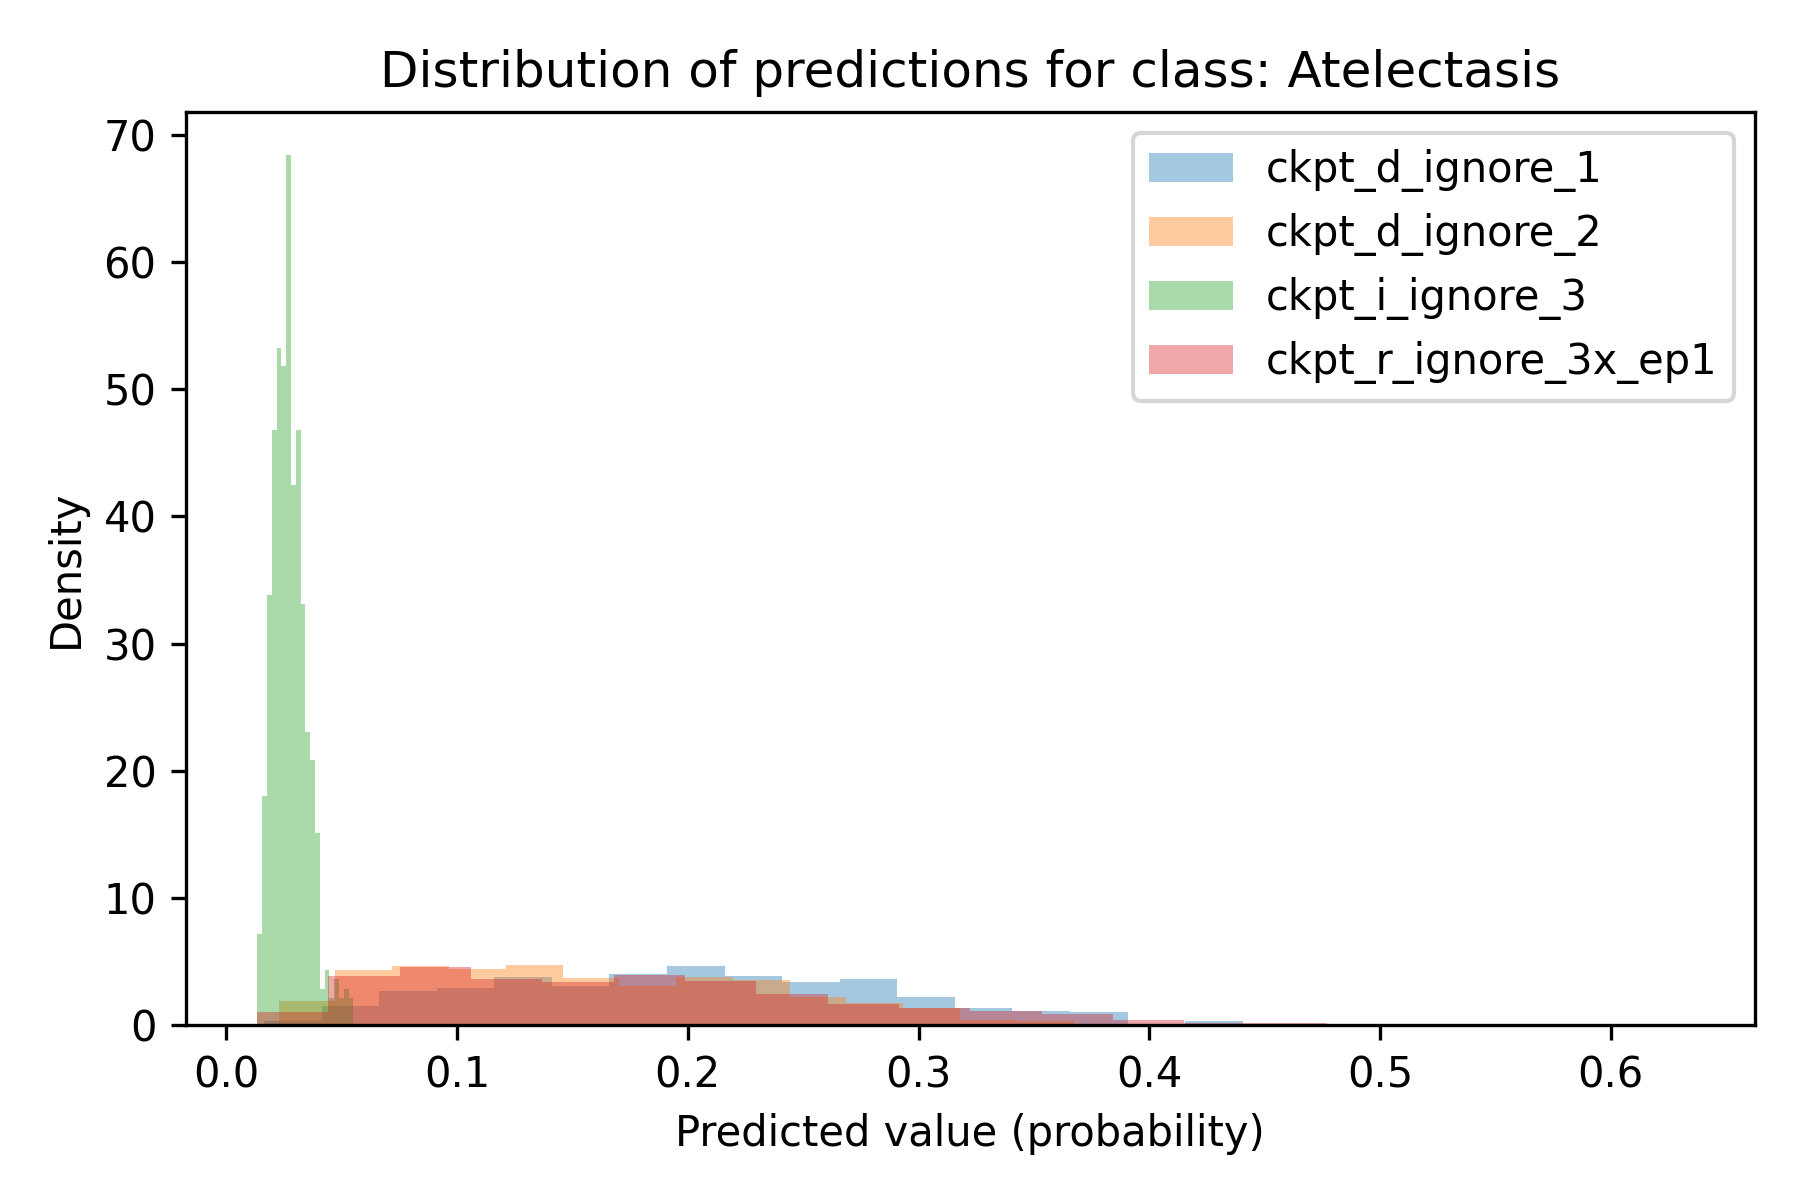 Distribution of predictions for class: Atelectasis
70
60
50
40
30
20
10
0
Density
ckpt_d_ignore_1
ckpt_d_ignore_2
ckpt_i_ignore_3
ckpt_r_ignore_3x_ep1
0.0 0.1 0.2 0.3 0.4 0.5 0.6
Predicted value (probability)